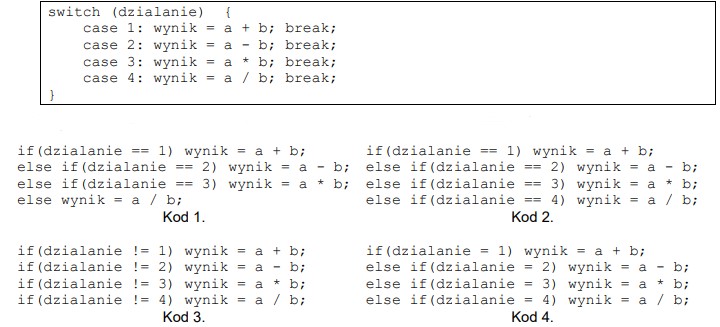 switch (dzialanie) {
case 1: wynik = a + b; break;
case 2: wynik = a - b; break;
case 3: wynik = a * b; break;
case 4: wynik = a / b; break;
}
if(dzialanie == 1) wynik = a + b;
else if(dzialanie == 2) wynik = a - b;
else if(dzialanie == 3) wynik = a * b;
else wynik = a / b;
Kod 1.
if(dzialanie == 1) wynik = a + b;
else if(dzialanie == 2) wynik = a - b;
else if(dzialanie == 3) wynik = a * b;
else if(dzialanie == 4) wynik = a / b;
Kod 2.
if(dzialanie != 1) wynik = a + b;
if(dzialanie != 2) wynik = a - b;
if(dzialanie != 3) wynik = a * b;
if(dzialanie != 4) wynik = a / b;
Kod 3.
if(dzialanie = 1) wynik = a + b;
else if(dzialanie = 2) wynik = a - b;
else if(dzialanie = 3) wynik = a * b;
else if(dzialanie = 4) wynik = a / b;
Kod 4.